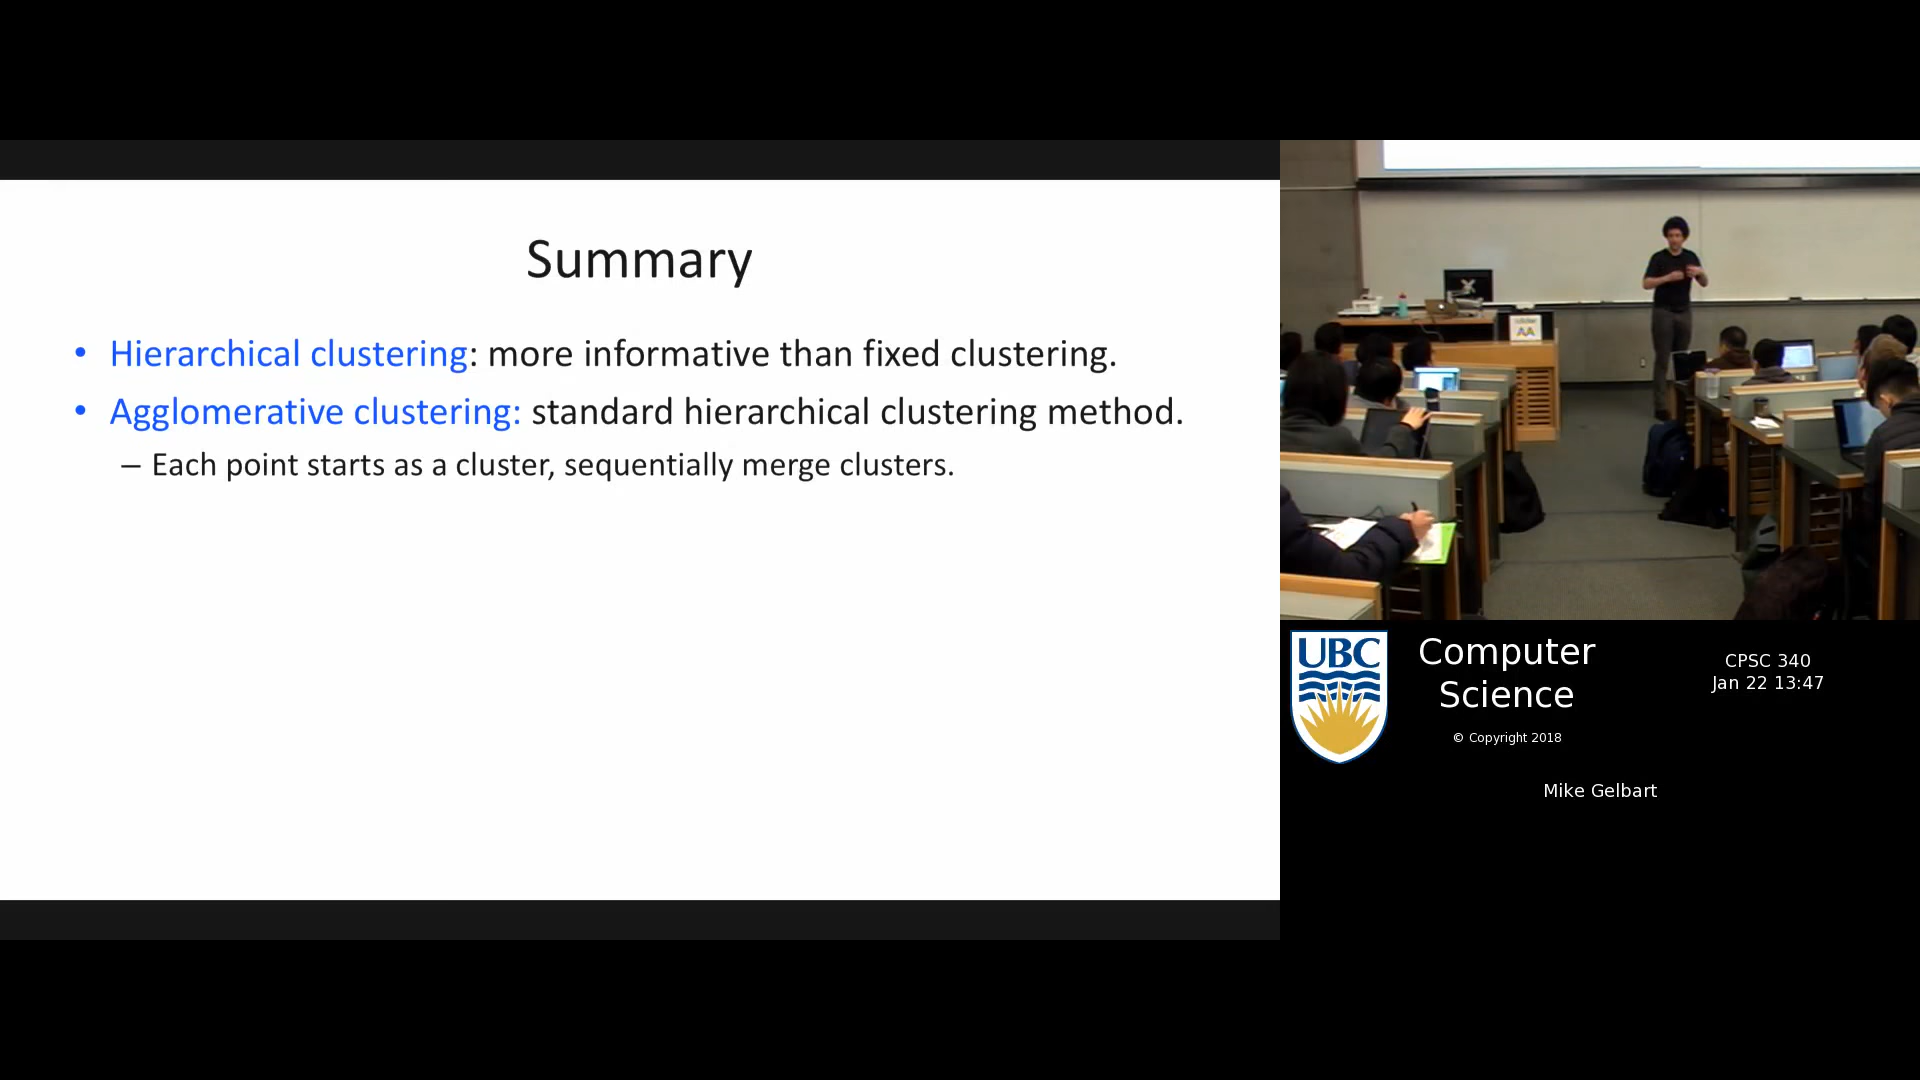 Summary
• Hierarchical clustering: more informative than fixed clustering.
• Agglomerative clustering: standard hierarchical clustering method.
– Each point starts as a cluster, sequentially merge clusters.
UBC
Computer
Science
© Copyright 2018
CPSC 340
Jan 22 13:47
Mike Gelbart